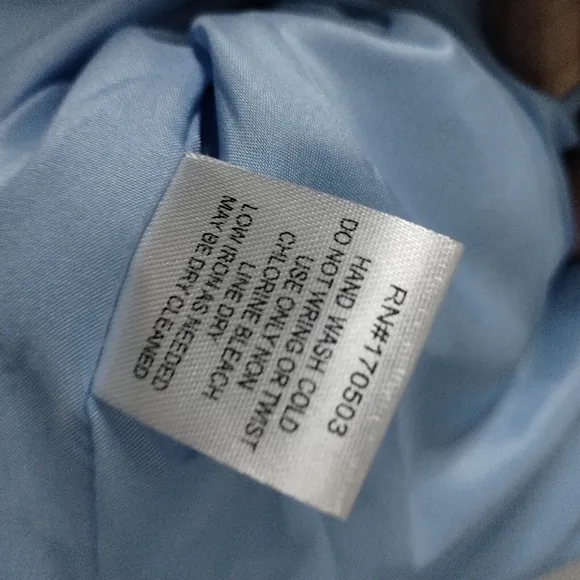 RN#170503
HAND WASH COLD
DO NOT WRING OR TWIST
USE ONLY NON
CHLORINE BLEACH
LINE DRY
LOW IRON AS NEEDED
MAY BE DRY CLEANED